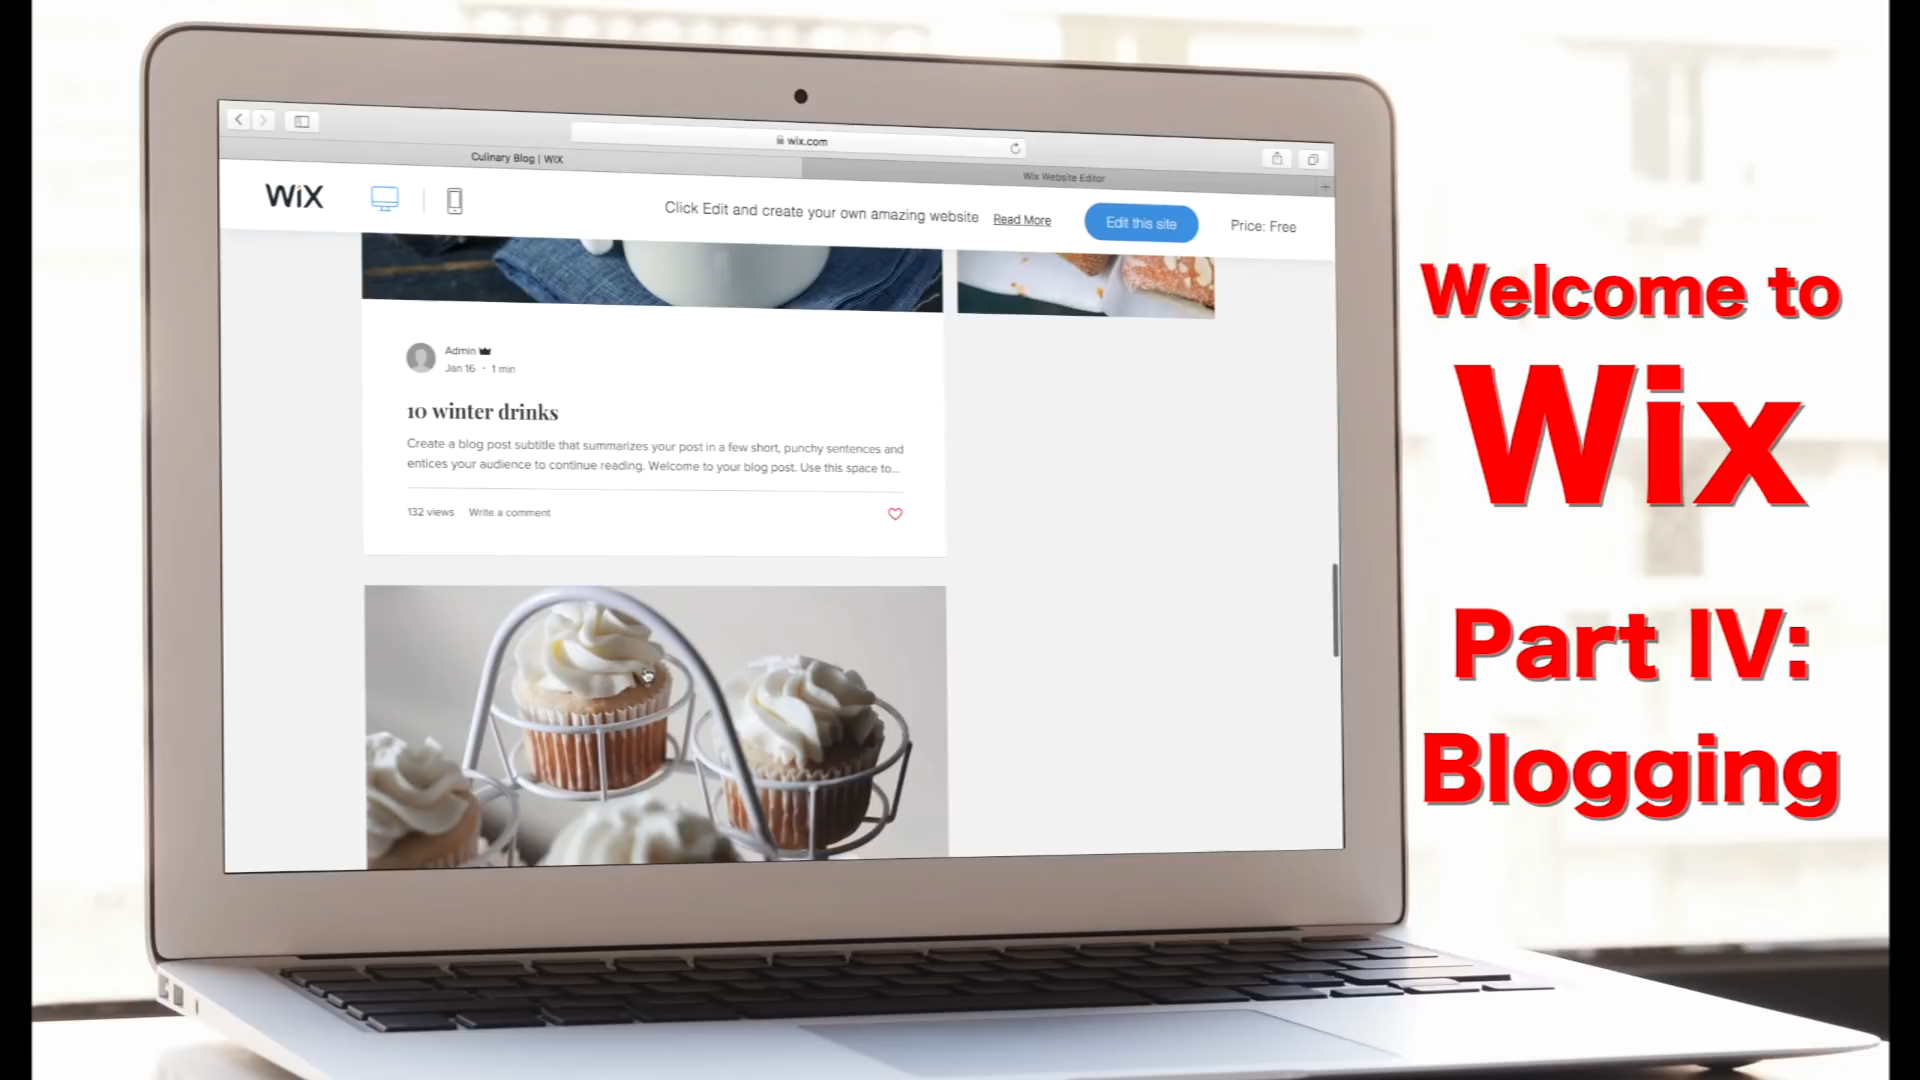 wix.com
Culinary Blog | WIX
Wix Website Editor
WiX
Click Edit and create your own amazing website Read More
Edit this site
Price: Free
Admin
Jan 16 · 1 min
10 winter drinks
Create a blog post subtitle that summarizes your post in a few short, punchy sentences and
entices your audience to continue reading. Welcome to your blog post. Use this space to...
132 views Write a comment
Welcome to
Wix
Part IV:
Blogging